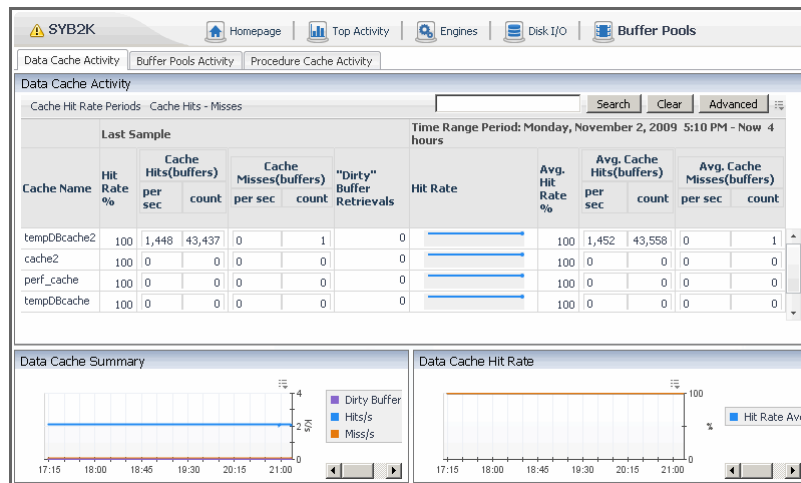 SYB2K Homepage Top Activity Engines Disk I/O Buffer Pools
Data Cache Activity Buffer Pools Activity Procedure Cache Activity
Data Cache Activity
Cache Hit Rate Periods Cache Hits - Misses Search Clear Advanced
Last Sample Time Range Period: Monday, November 2, 2009 5:10 PM - Now 4 hours
Cache Name Hit Rate % Cache Hits(buffers) per sec count Cache Misses(buffers) per sec count "Dirty" Buffer Retrievals Hit Rate Avg. Hit Rate % Avg. Cache Hits(buffers) per sec count Avg. Cache Misses(buffers) per sec count
tempDBcache2 100 1,448 43,437 0 1 0 100 1,452 43,558 0 1
cache2 100 0 0 0 0 0 100 0 0 0 0
perf_cache 100 0 0 0 0 0 100 0 0 0 0
tempDBcache 100 0 0 0 0 0 100 0 0 0 0
Data Cache Summary
4
2
0
K/s
17:15 18:00 18:45 19:30 20:15 21:00
Dirty Buffer
Hits/s
Miss/s
Data Cache Hit Rate
100
%
0
17:15 18:00 18:45 19:30 20:15 21:00
Hit Rate Ave